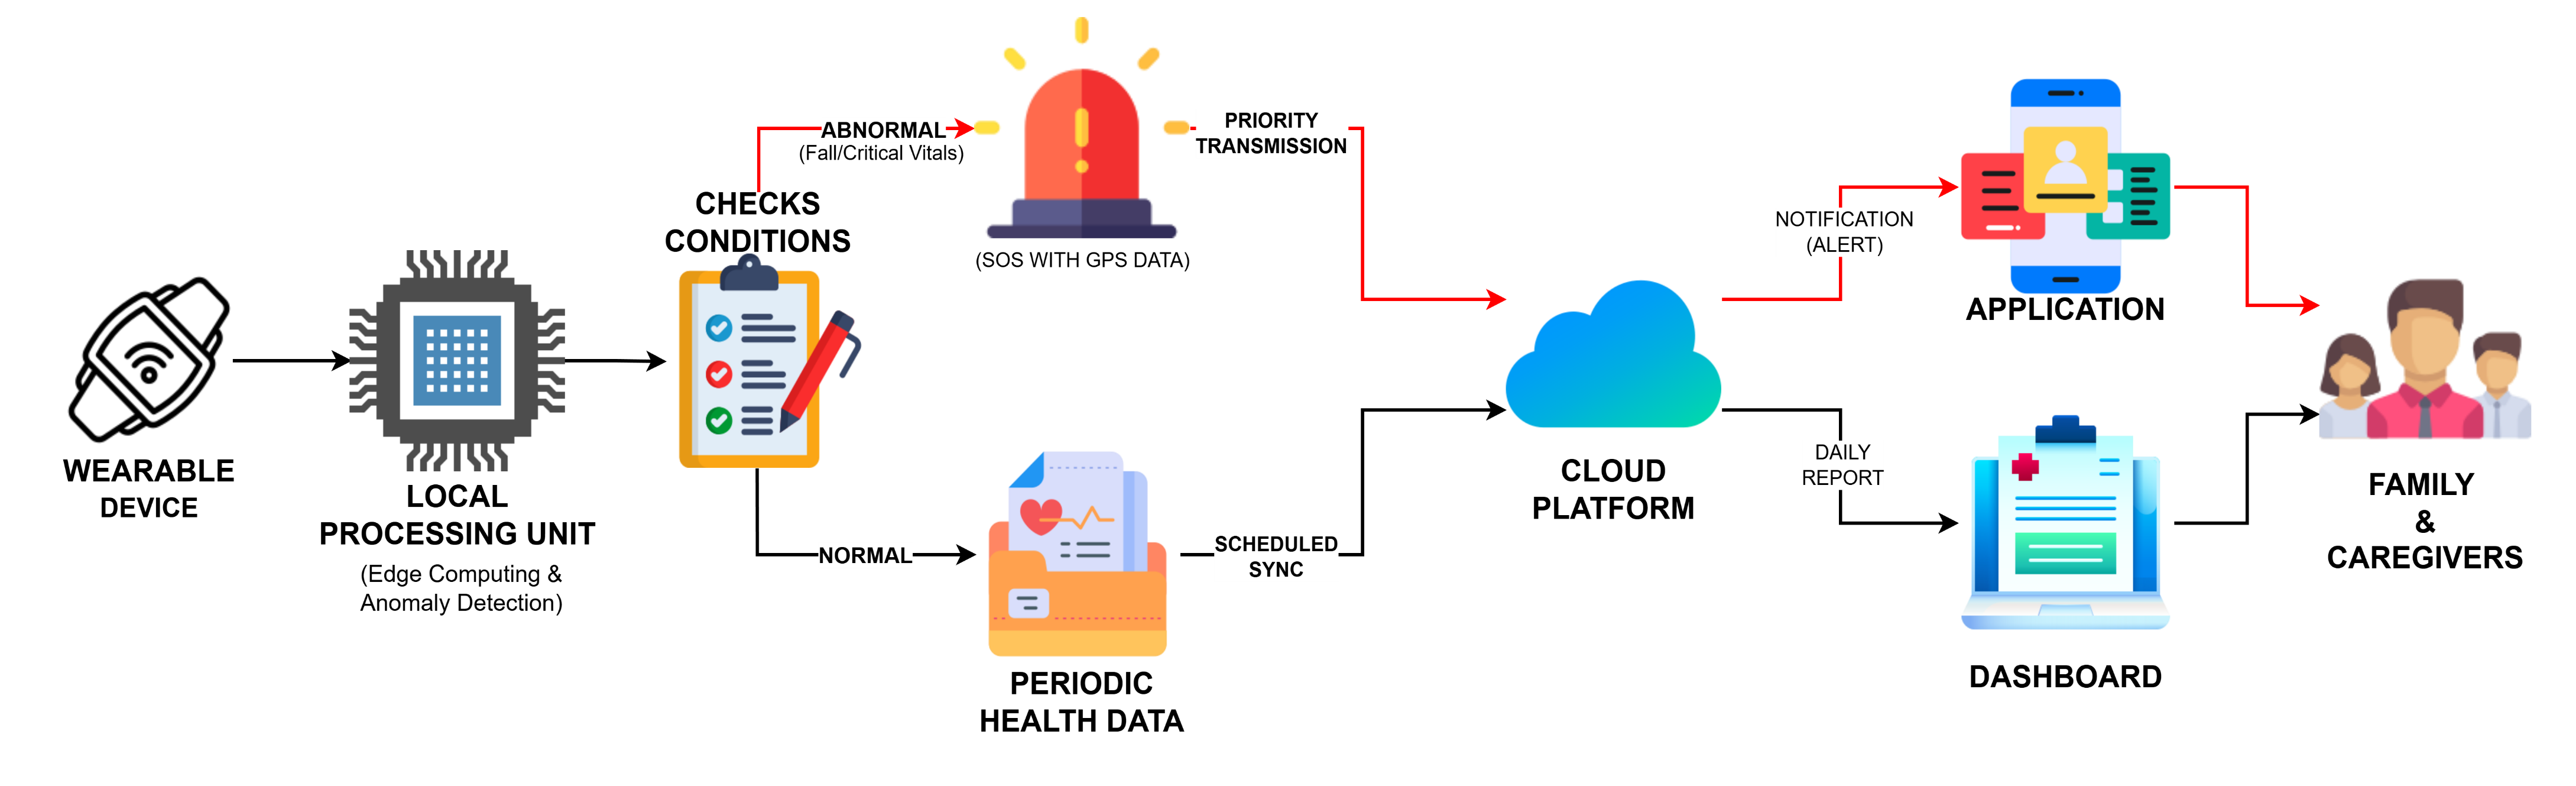 WEARABLE
DEVICE
LOCAL
PROCESSING UNIT
(Edge Computing &
Anomaly Detection)
CHECKS
CONDITIONS
ABNORMAL
(Fall/Critical Vitals)
(SOS WITH GPS DATA)
PRIORITY
TRANSMISSION
NORMAL
PERIODIC
HEALTH DATA
SCHEDULED
SYNC
CLOUD
PLATFORM
NOTIFICATION
(ALERT)
APPLICATION
DAILY
REPORT
DASHBOARD
FAMILY
&
CAREGIVERS